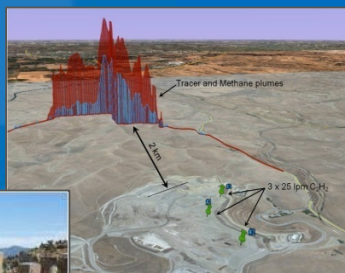 Tracer and Methane plumes
2 km
3 x 25 lpm C₂H₂